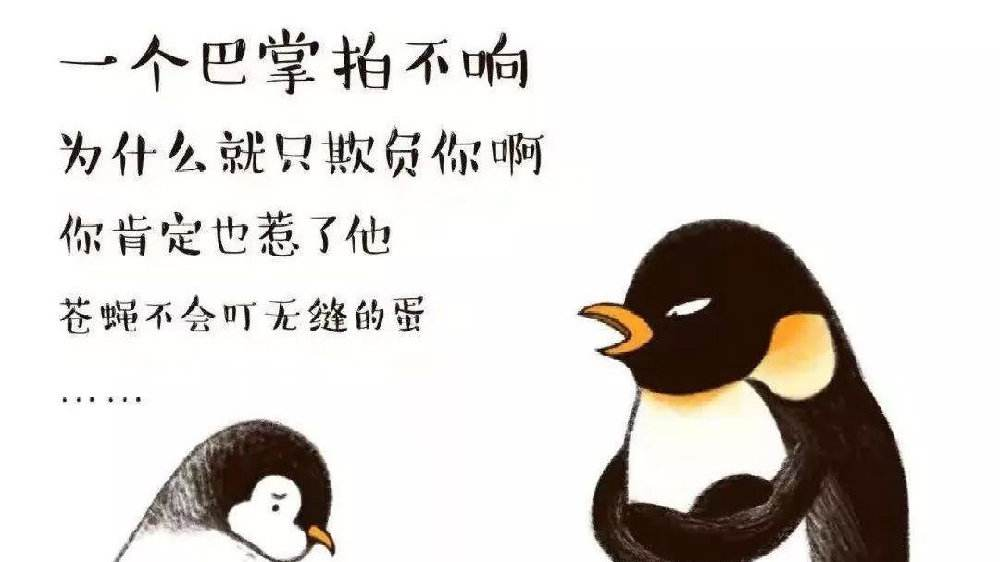 一个巴掌拍不响
为什么就只欺负你啊
你肯定也惹了他
苍蝇不会叮无缝的蛋
……